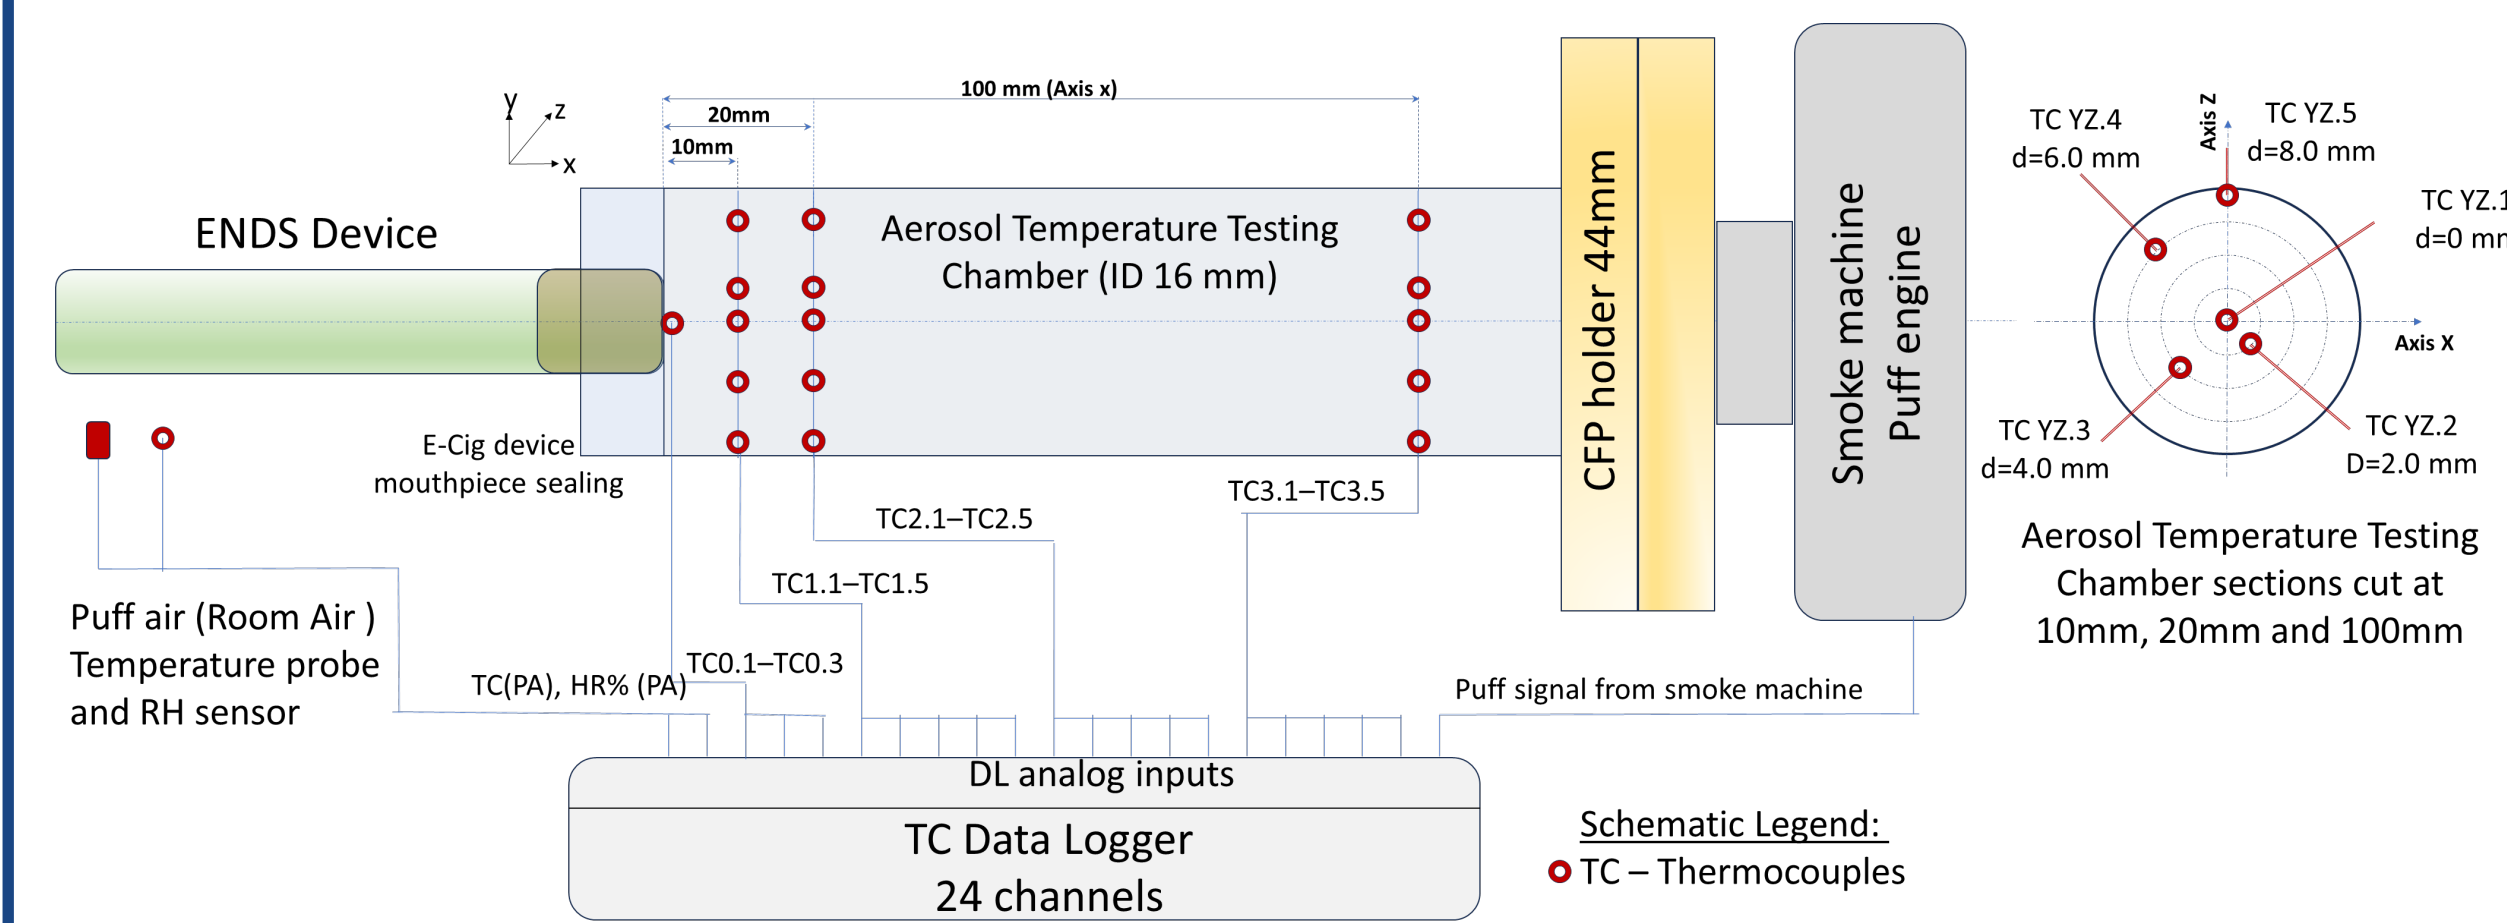 100 mm (Axis x)
20mm
10mm
y
z
x
ENDS Device
Aerosol Temperature Testing
Chamber (ID 16 mm)
CFP holder 44mm
Smoke machine
Puff engine
E-Cig device
mouthpiece sealing
Puff air (Room Air )
Temperature probe
and RH sensor
TC(PA), HR% (PA)
TC0.1–TC0.3
TC1.1–TC1.5
TC2.1–TC2.5
TC3.1–TC3.5
Puff signal from smoke machine
DL analog inputs
TC Data Logger
24 channels
Axis Z
TC YZ.4
d=6.0 mm
TC YZ.5
d=8.0 mm
TC YZ.1
d=0 mm
Axis X
TC YZ.3
d=4.0 mm
TC YZ.2
D=2.0 mm
Aerosol Temperature Testing
Chamber sections cut at
10mm, 20mm and 100mm
Schematic Legend:
TC – Thermocouples